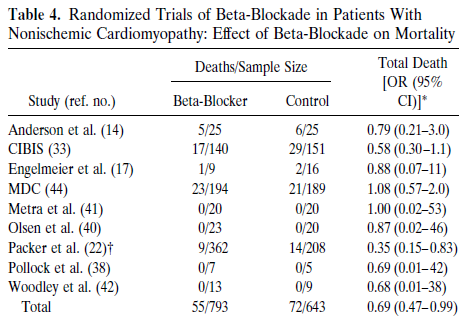 Table 4. Randomized Trials of Beta-Blockade in Patients With
Nonischemic Cardiomyopathy: Effect of Beta-Blockade on Mortality
Deaths/Sample Size Total Death
[OR (95%
Study (ref. no.) Beta-Blocker Control CI)]*
Anderson et al. (14) 5/25 6/25 0.79 (0.21–3.0)
CIBIS (33) 17/140 29/151 0.58 (0.30–1.1)
Engelmeier et al. (17) 1/9 2/16 0.88 (0.07–11)
MDC (44) 23/194 21/189 1.08 (0.57–2.0)
Metra et al. (41) 0/20 0/20 1.00 (0.02–53)
Olsen et al. (40) 0/23 0/20 0.87 (0.02–46)
Packer et al. (22)† 9/362 14/208 0.35 (0.15–0.83)
Pollock et al. (38) 0/7 0/5 0.69 (0.01–42)
Woodley et al. (42) 0/13 0/9 0.68 (0.01–38)
Total 55/793 72/643 0.69 (0.47–0.99)